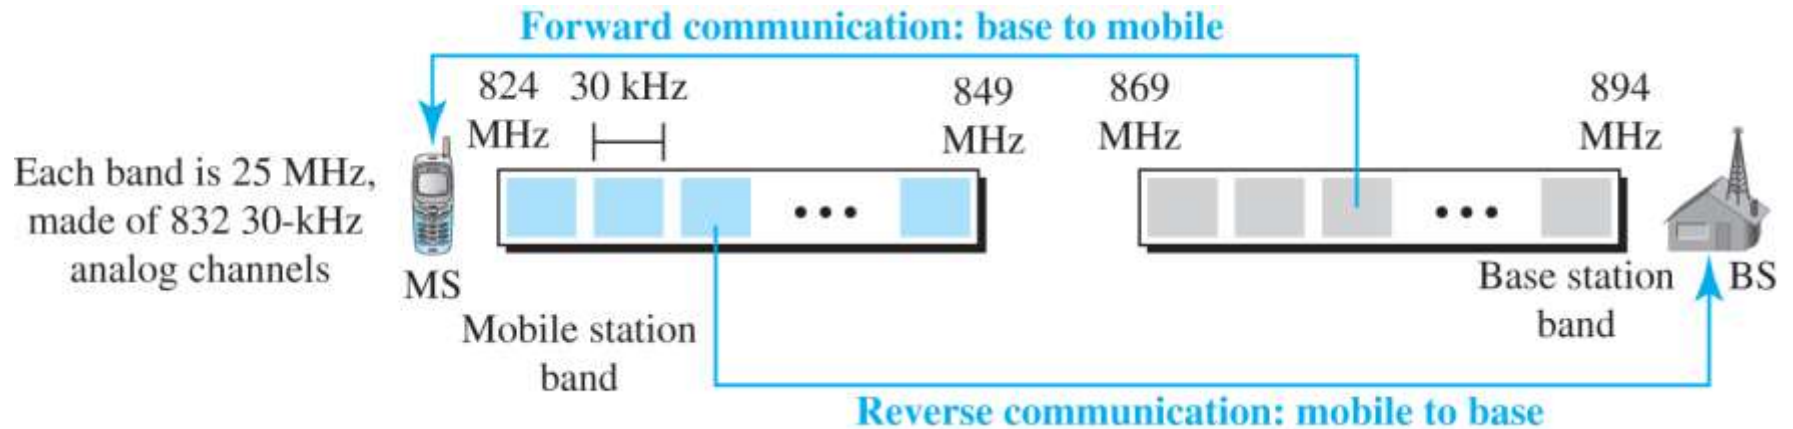 Forward communication: base to mobile
824
MHz
30 kHz
849
MHz
869
MHz
894
MHz
Each band is 25 MHz,
made of 832 30-kHz
analog channels
MS
Mobile station
band
Base station
band
BS
Reverse communication: mobile to base